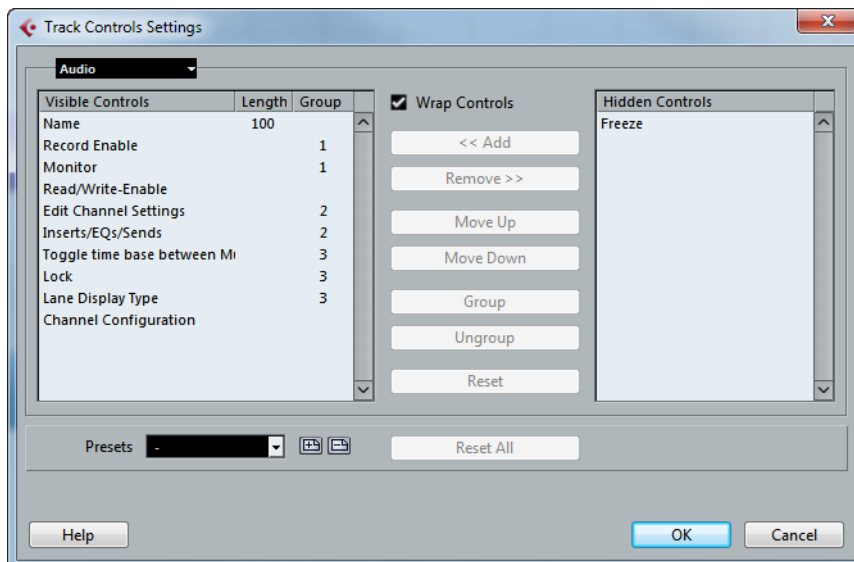 Track Controls Settings
Audio
Visible Controls Length Group
Name 100
Record Enable 1
Monitor 1
Read/Write-Enable
Edit Channel Settings 2
Inserts/EQs/Sends 2
Toggle time base between Mu 3
Lock 3
Lane Display Type 3
Channel Configuration
Wrap Controls
<< Add
Remove >>
Move Up
Move Down
Group
Ungroup
Reset
Hidden Controls
Freeze
Presets -
Reset All
Help
OK
Cancel